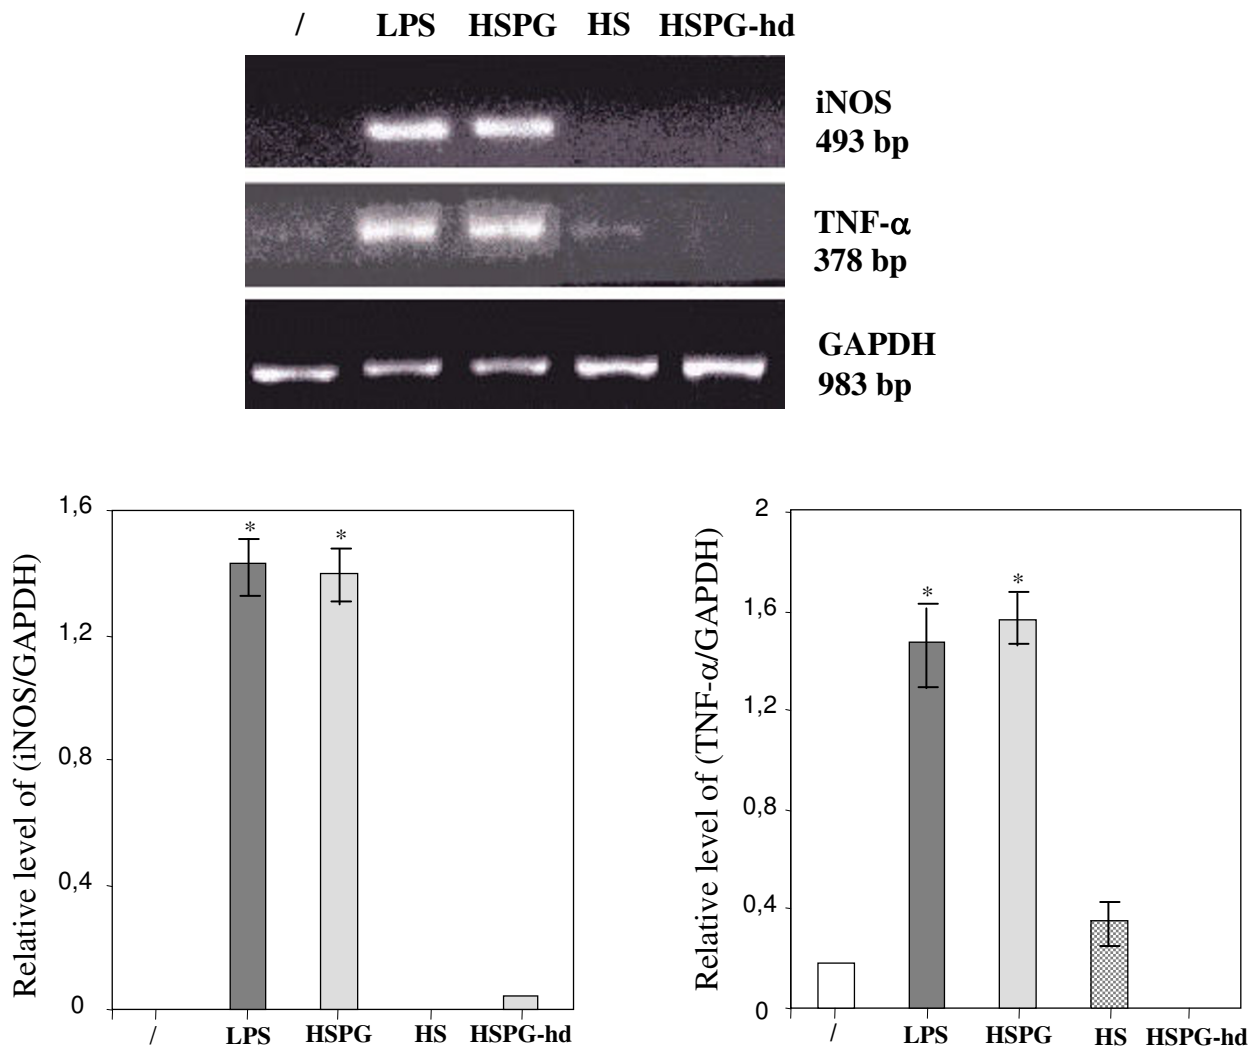 / LPS HSPG HS HSPG-hd
iNOS
493 bp
TNF-α
378 bp
GAPDH
983 bp
Relative level of (iNOS/GAPDH)
1,6
1,2
0,8
0,4
0
*
*
/ LPS HSPG HS HSPG-hd
Relative level of (TNF-α/GAPDH)
2
1,6
1,2
0,8
0,4
0
*
*
/ LPS HSPG HS HSPG-hd